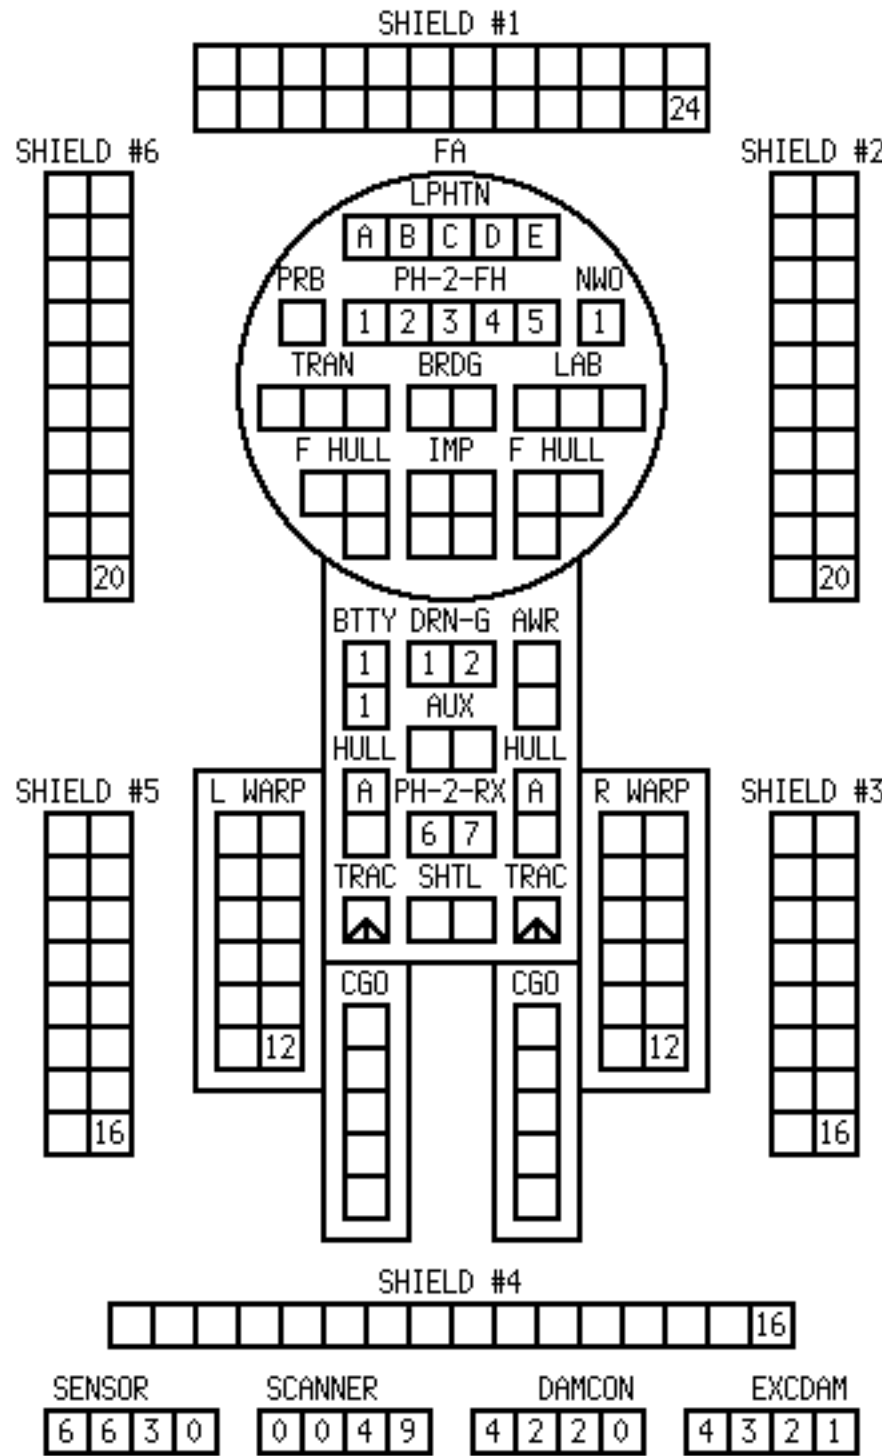 SHIELD #1
24
SHIELD #6 FA SHIELD #2
LPHTN
A B C D E
PRB PH-2-FH NWO
1 2 3 4 5 1
TRAN BRDG LAB
F HULL IMP F HULL
20 20
BTTY DRN-G AWR
1 1 2
1 AUX
HULL HULL
SHIELD #5 L WARP A PH-2-RX A R WARP SHIELD #3
6 7
TRAC SHTL TRAC
CGO CGO
12 12
16 16
SHIELD #4
16
SENSOR SCANNER DAMCON EXCDAM
6 6 3 0 0 0 4 9 4 2 2 0 4 3 2 1